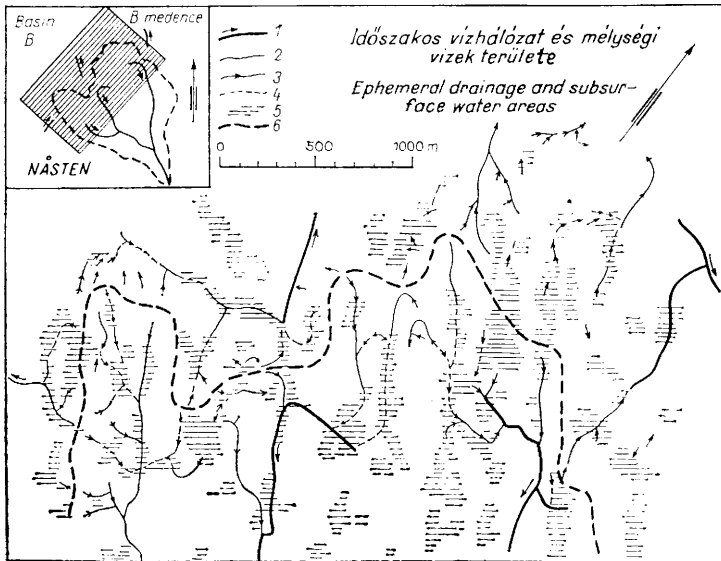 Basin B
B medence
NÅSTEN
1
2
3
4
5
6
0 500 1000 m
Időszakos vízhálózat és mélységi
vizek területe
Ephemeral drainage and subsur-
face water areas